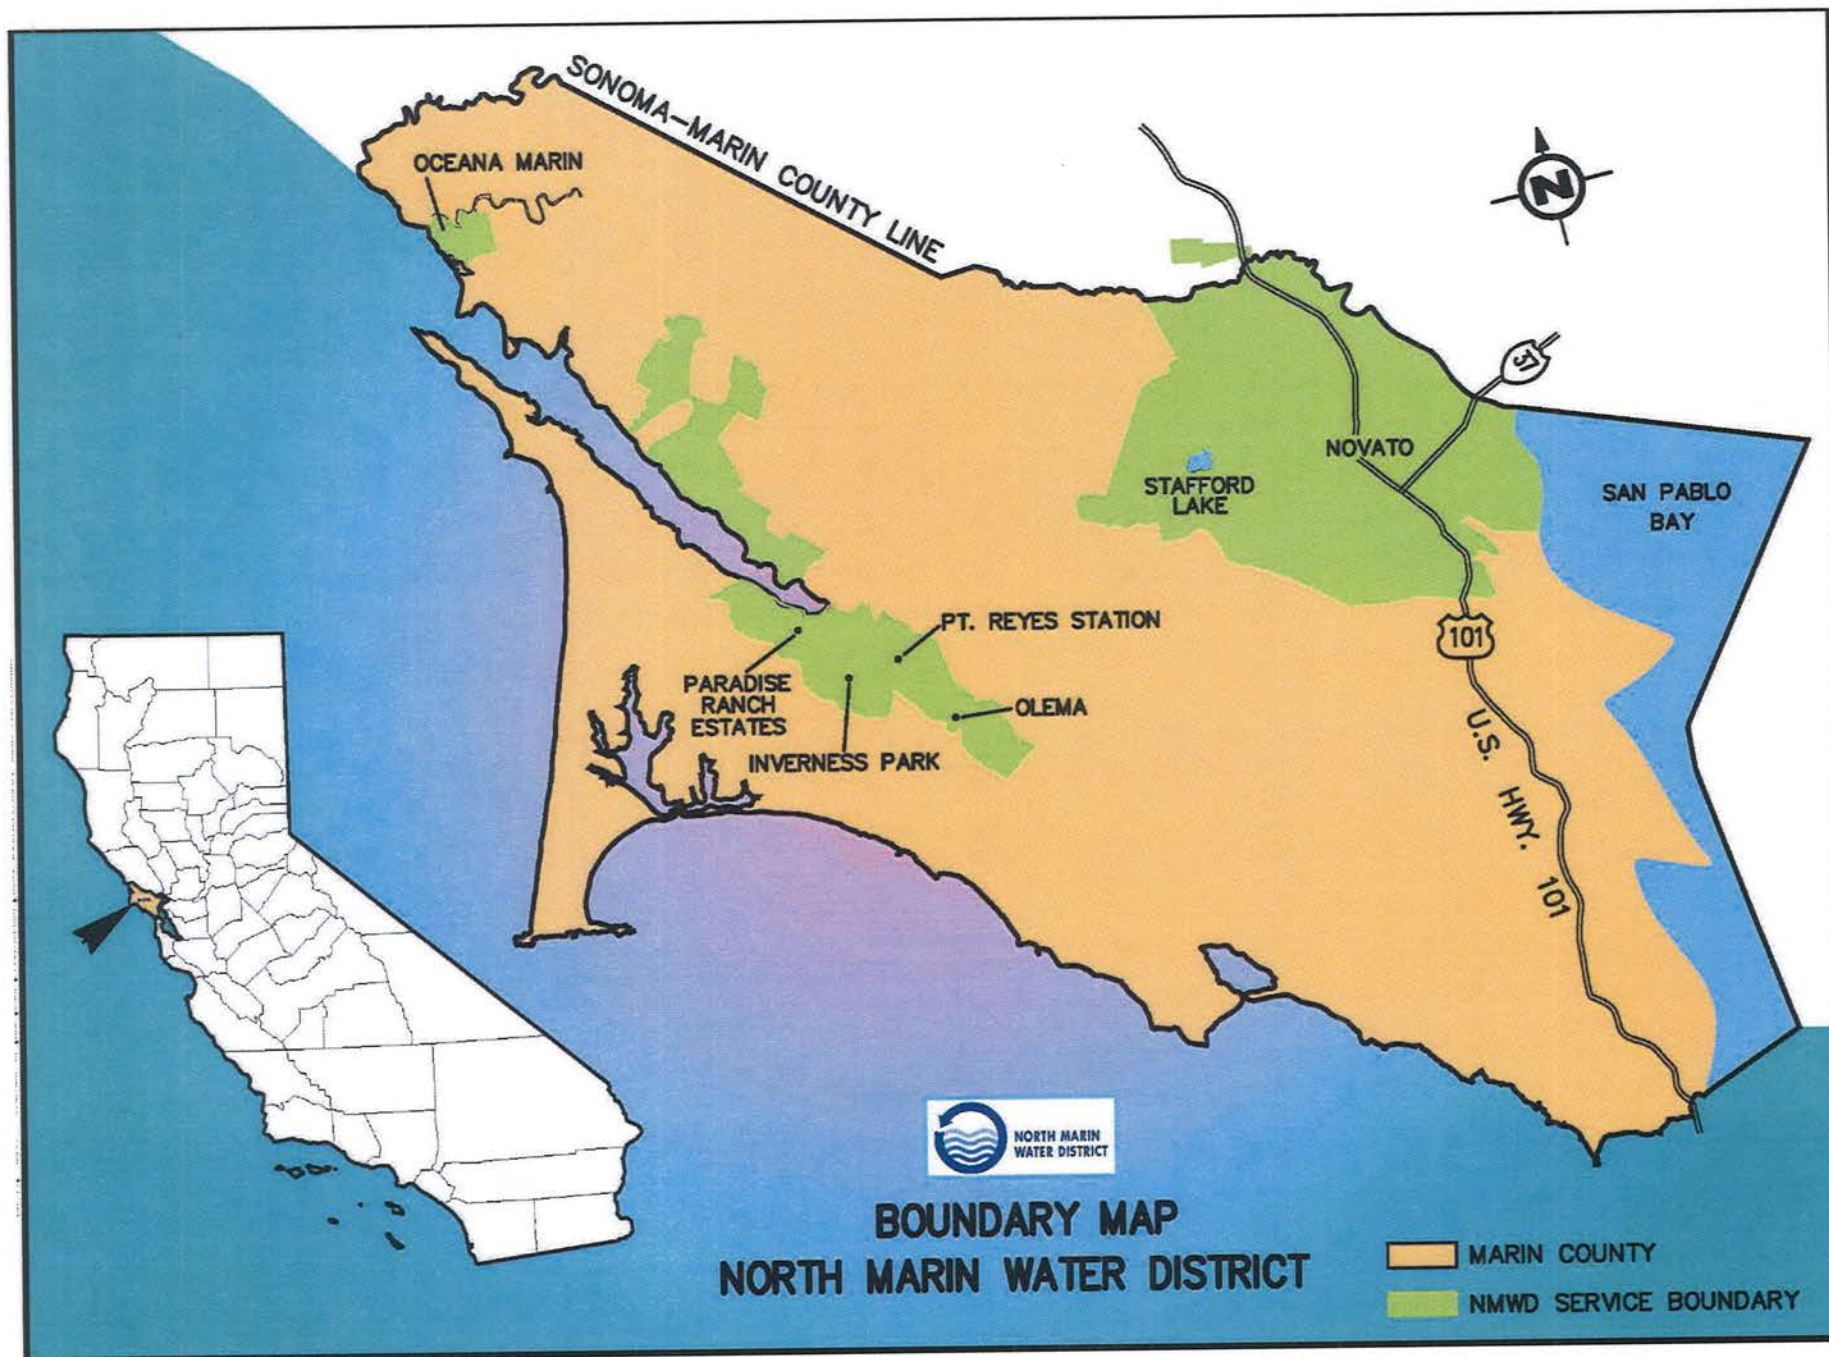 SONOMA-MARIN COUNTY LINE
OCEANA MARIN
N
37
NOVATO
STAFFORD
LAKE
SAN PABLO
BAY
PT. REYES STATION
101
PARADISE
RANCH
ESTATES
OLEMA
INVERNESS PARK
U.S. HWY. 101
NORTH MARIN
WATER DISTRICT
BOUNDARY MAP
NORTH MARIN WATER DISTRICT
MARIN COUNTY
NMWD SERVICE BOUNDARY